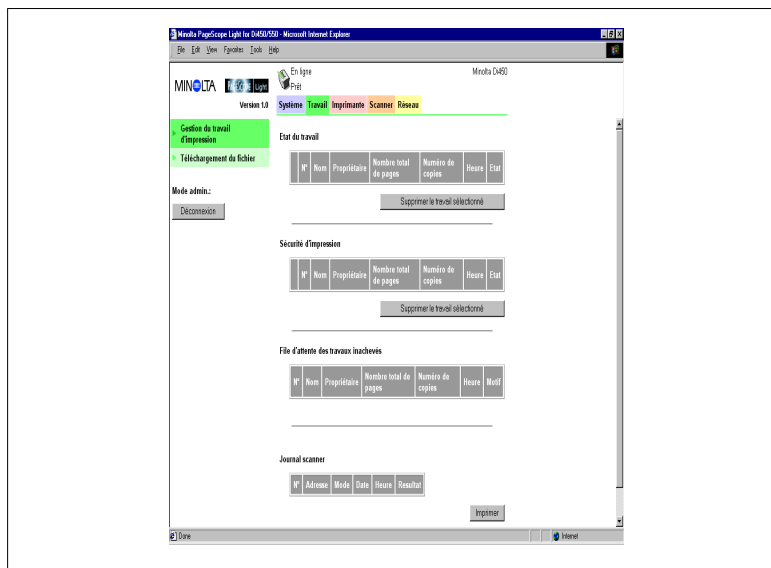 Minolta PageScope Light for Di450/550 - Microsoft Internet Explorer
File Edit View Favorites Tools Help
MINOLTA
Light
Version 1.0
En ligne
Prêt
Minolta Di450
Système Travail Imprimante Scanner Réseau
Gestion du travail
d'impression
Téléchargement du fichier
Mode admin.:
Déconnexion
Etat du travail
N° Nom Propriétaire Nombre total de pages Numéro de copies Heure Etat
Supprimer le travail sélectionné
Sécurité d'impression
N° Nom Propriétaire Nombre total de pages Numéro de copies Heure Etat
Supprimer le travail sélectionné
File d'attente des travaux inachevés
N° Nom Propriétaire Nombre total de pages Numéro de copies Heure Motif
Journal scanner
N° Adresse Mode Date Heure Resultat
Imprimer
Done
Internet